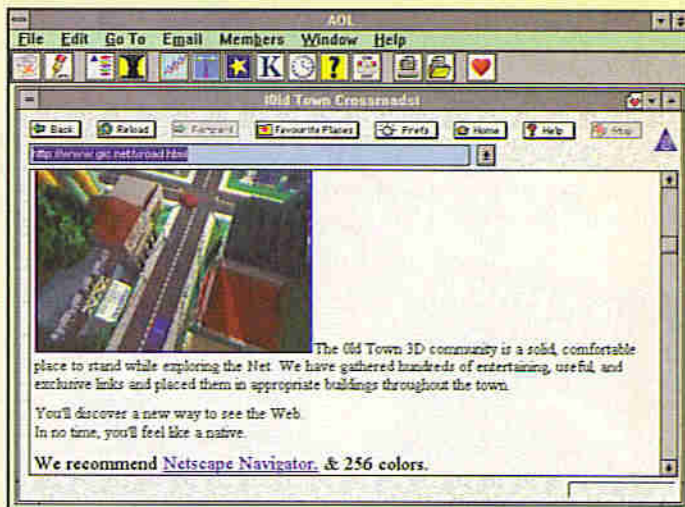 AOL
File Edit Go To Email Members Window Help
K ?
!Old Town Crossroads!
Back Reload Forward Favourite Places Prefs Home Help Stop
http://www.gic.net/xroad.html
The Old Town 3D community is a solid, comfortable
place to stand while exploring the Net. We have gathered hundreds of entertaining, useful, and
exclusive links and placed them in appropriate buildings throughout the town.
You'll discover a new way to see the Web.
In no time, you'll feel like a native.
We recommend Netscape Navigator. & 256 colors.